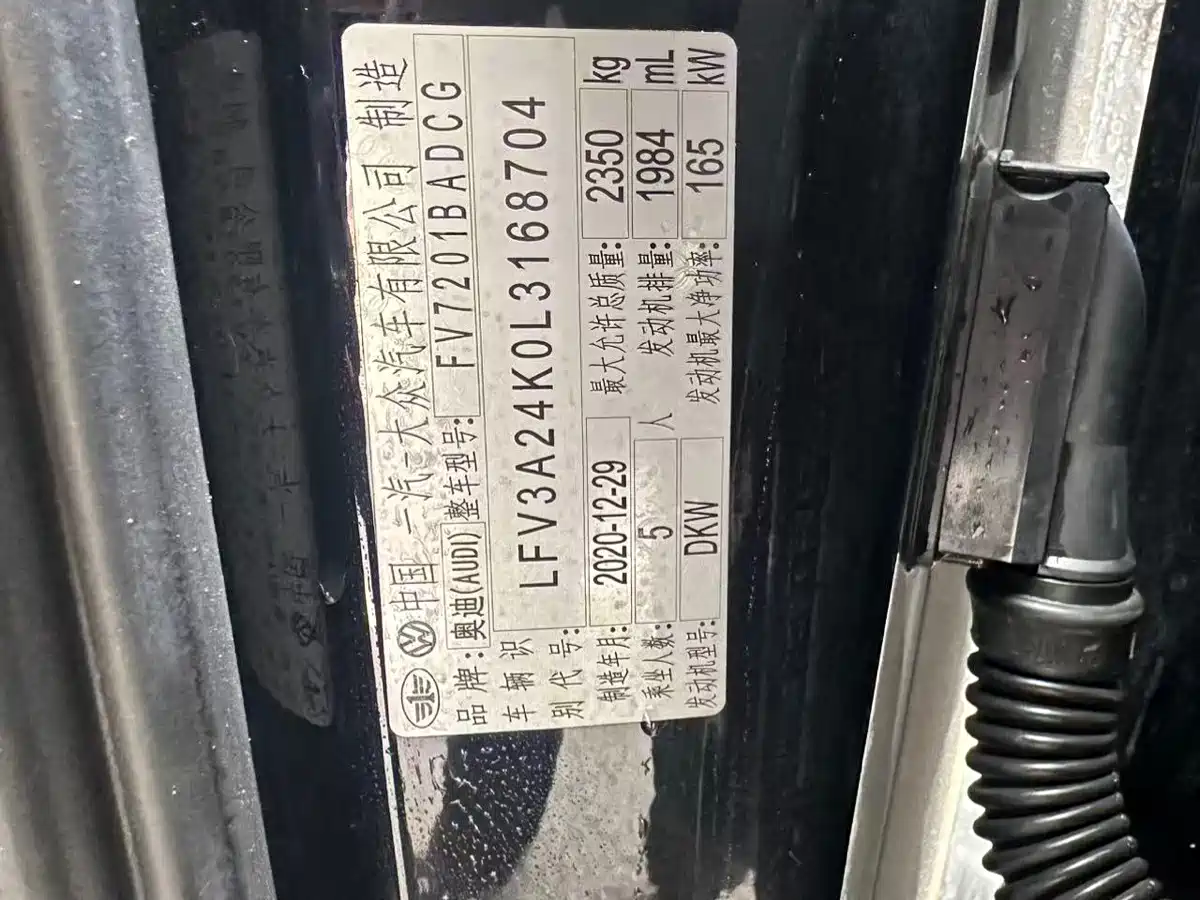 中国 一汽-大众汽车有限公司 制造
品牌: 奥迪(AUDI) 整车型号: FV7201BADCG
车辆识别代号: LFV3A24K0L3168704
制造年月: 2020-12-29 最大允许总质量: 2350 kg
乘坐人数: 5 人 发动机排量: 1984 mL
发动机型号: DKW 发动机最大净功率: 165 kW